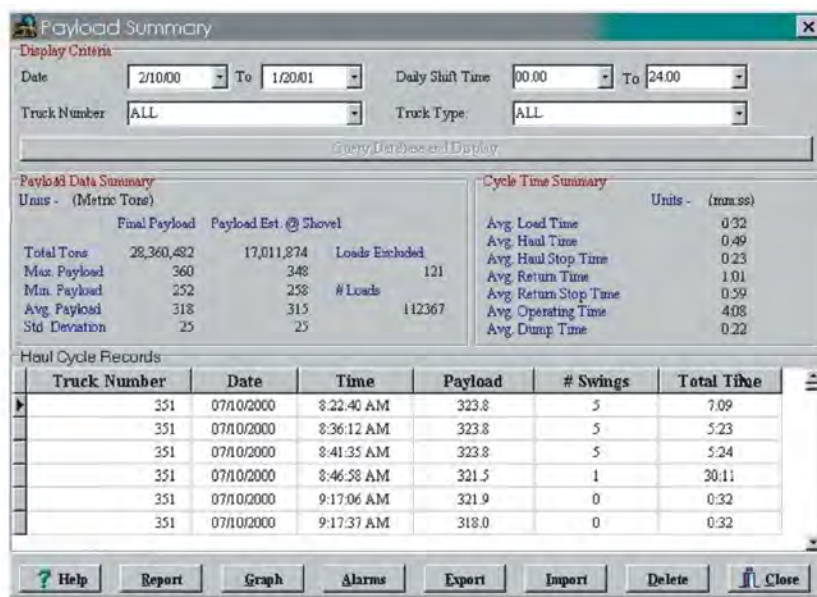 Payload Summary
Display Criteria
Date 2/10/00 To 1/20/01 Daily Shift Time 00:00 To 24:00
Truck Number ALL Truck Type: ALL
Query Database and Display
Payload Data Summary
Units - (Metric Tons)
Final Payload Payload Est. @ Shovel
Total Tons 28,360,482 17,011,874 Loads Excluded
Max. Payload 360 348 121
Min. Payload 252 258 # Loads
Avg. Payload 318 315 112367
Std. Deviation 25 25
Cycle Time Summary
Units - (mm:ss)
Avg. Load Time 0:32
Avg. Haul Time 0:49
Avg. Haul Stop Time 0:23
Avg. Return Time 1:01
Avg. Return Stop Time 0:59
Avg. Operating Time 4:08
Avg. Dump Time 0:22
Haul Cycle Records
Truck Number Date Time Payload # Swings Total Time
351 07/10/2000 8:22:40 AM 323.8 5 7:09
351 07/10/2000 8:36:12 AM 323.8 5 5:23
351 07/10/2000 8:41:35 AM 323.8 5 5:24
351 07/10/2000 8:46:58 AM 321.5 1 30:11
351 07/10/2000 9:17:06 AM 321.9 0 0:32
351 07/10/2000 9:17:37 AM 318.0 0 0:32
Help Report Graph Alarms Export Import Delete Close